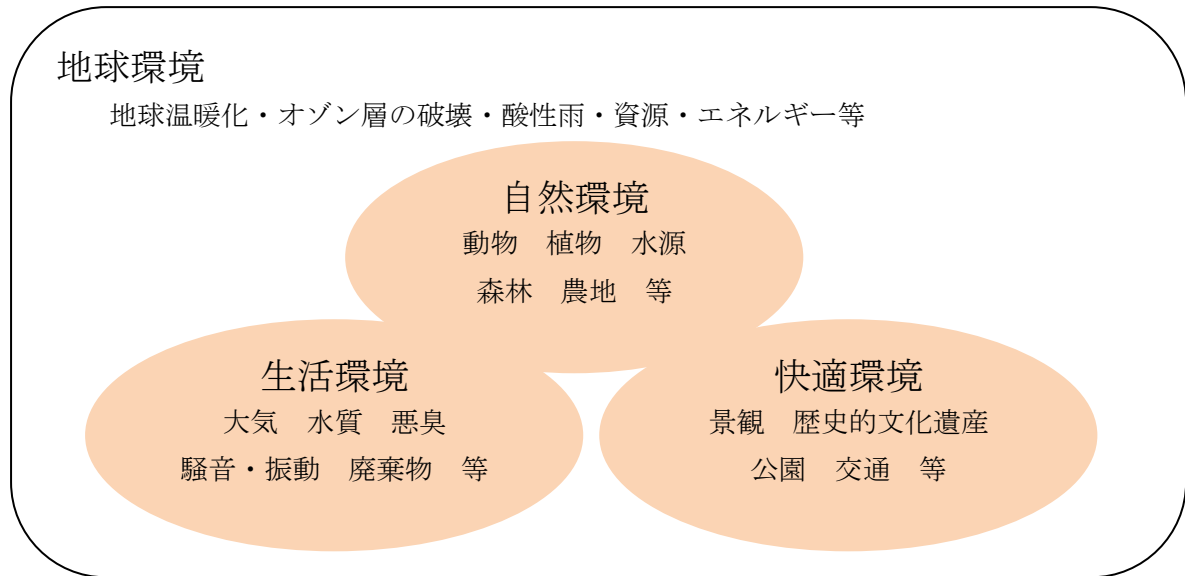 地球環境
地球温暖化・オゾン層の破壊・酸性雨・資源・エネルギー等
自然環境
動物　植物　水源
森林　農地　等
生活環境
大気　水質　悪臭
騒音・振動　廃棄物　等
快適環境
景観　歴史的文化遺産
公園　交通　等